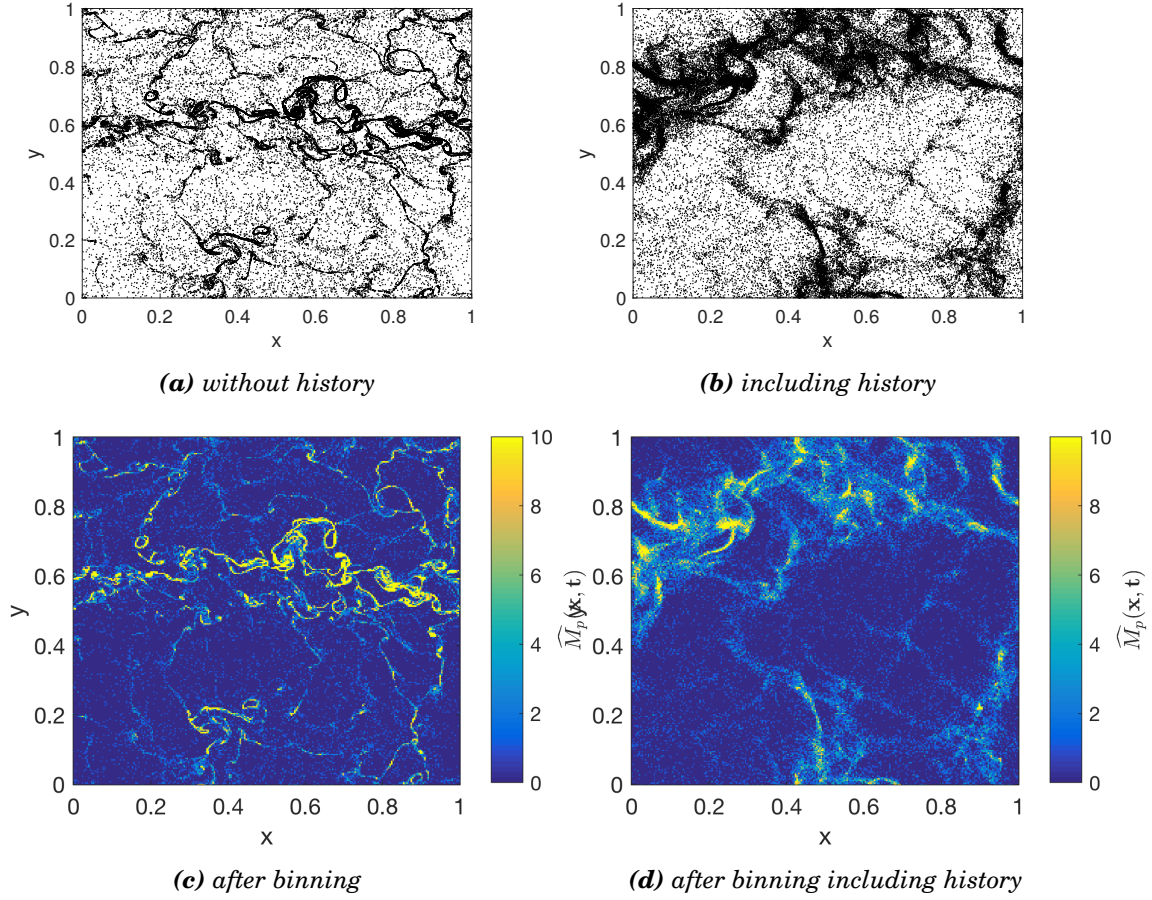 1
0.8
0.6
0.4
0.2
0
y
0 0.2 0.4 0.6 0.8 1
x
(a) without history
1
0.8
0.6
0.4
0.2
0
y
0 0.2 0.4 0.6 0.8 1
x
(b) including history
1
0.8
0.6
0.4
0.2
0
y
0 0.2 0.4 0.6 0.8 1
x
10
8
6
4
2
0
M̂_p(x, t)
(c) after binning
1
0.8
0.6
0.4
0.2
0
y
0 0.2 0.4 0.6 0.8 1
x
10
8
6
4
2
0
M̂_p(x, t)
(d) after binning including history